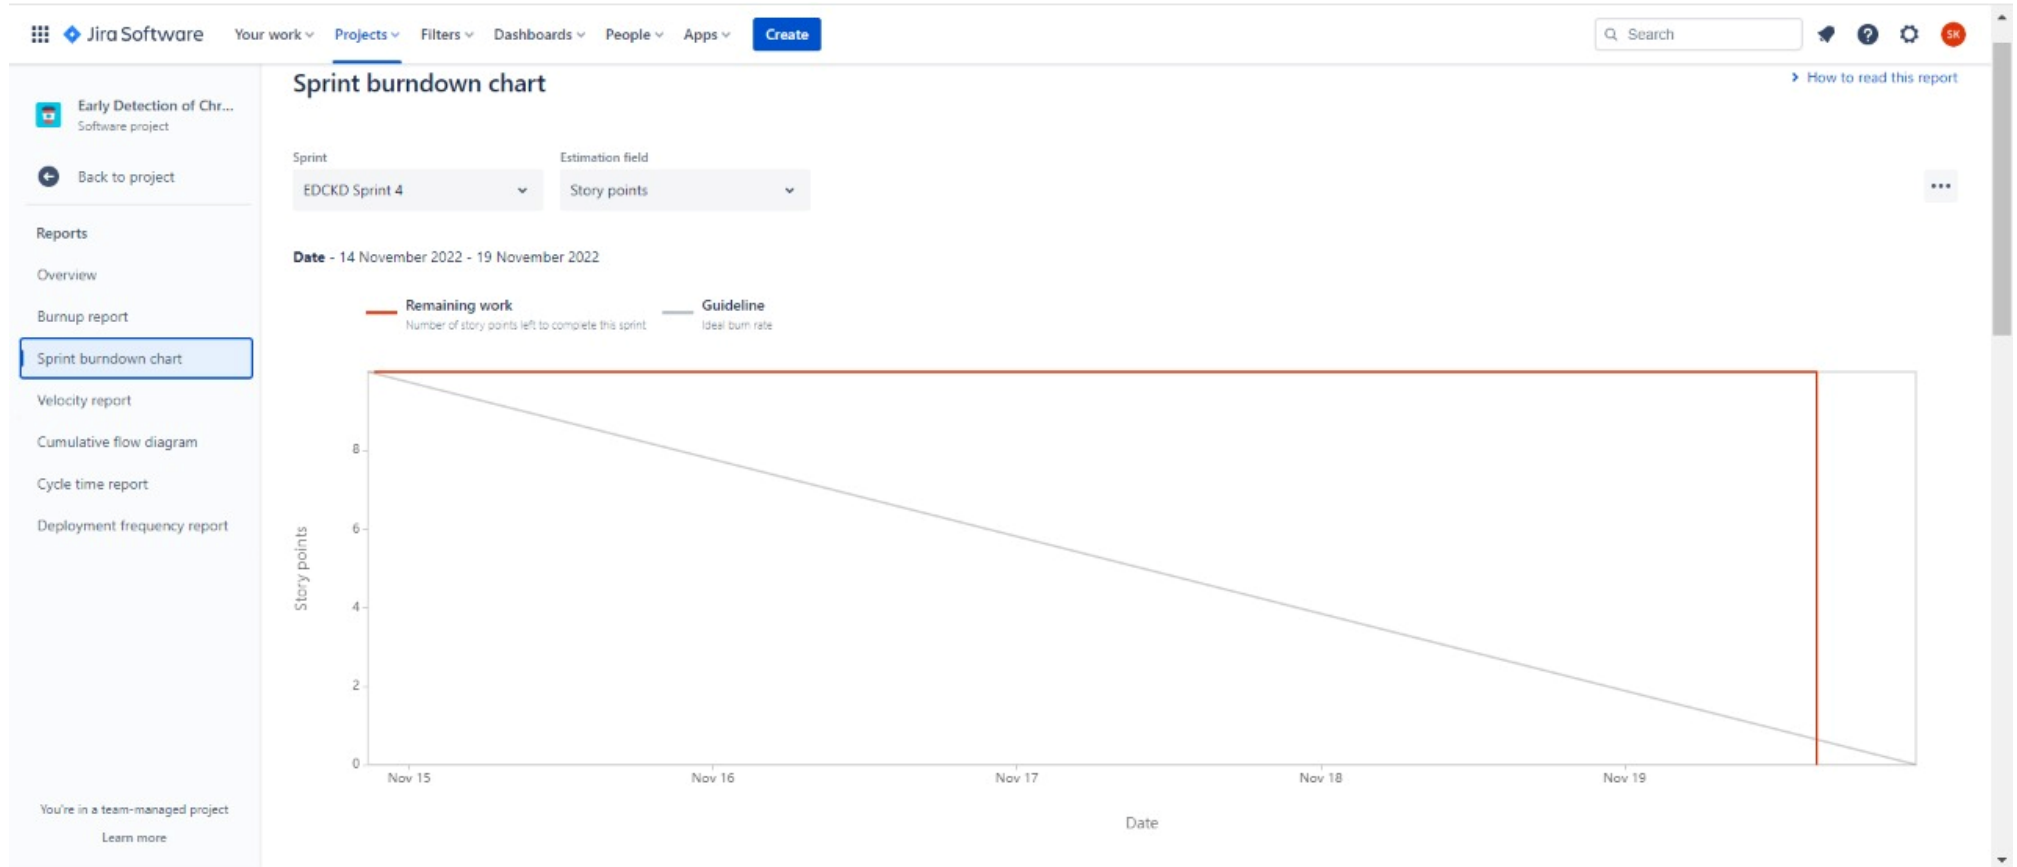 Jira Software Your work Projects Filters Dashboards People Apps Create Search SK
Early Detection of Chr...
Software project
Back to project
Reports
Overview
Burnup report
Sprint burndown chart
Velocity report
Cumulative flow diagram
Cycle time report
Deployment frequency report
You're in a team-managed project
Learn more
Sprint burndown chart
How to read this report
Sprint Estimation field
EDCKD Sprint 4 Story points
Date - 14 November 2022 - 19 November 2022
Remaining work Guideline
Number of story points left to complete this sprint Ideal burn rate
Story points
8
6
4
2
0
Nov 15 Nov 16 Nov 17 Nov 18 Nov 19
Date